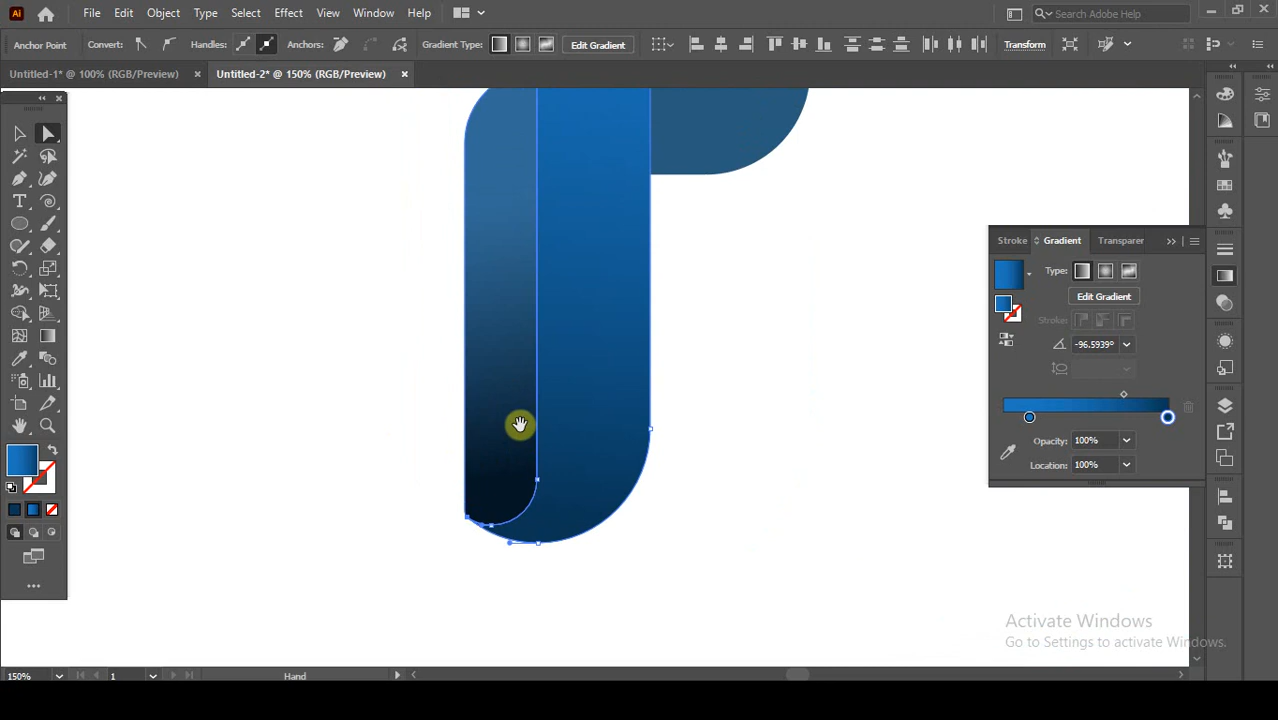 Ai File Edit Object Type Select Effect View Window Help Search Adobe Help
Anchor Point Convert: Handles: Anchors: Gradient Type: Edit Gradient Transform
Untitled-1* @ 100% (RGB/Preview) × Untitled-2* @ 150% (RGB/Preview) ×
Stroke Gradient Transparer
Type:
Edit Gradient
Stroke:
-96.5939°
Opacity: 100%
Location: 100%
Activate Windows
Go to Settings to activate Windows.
150% 1 Hand